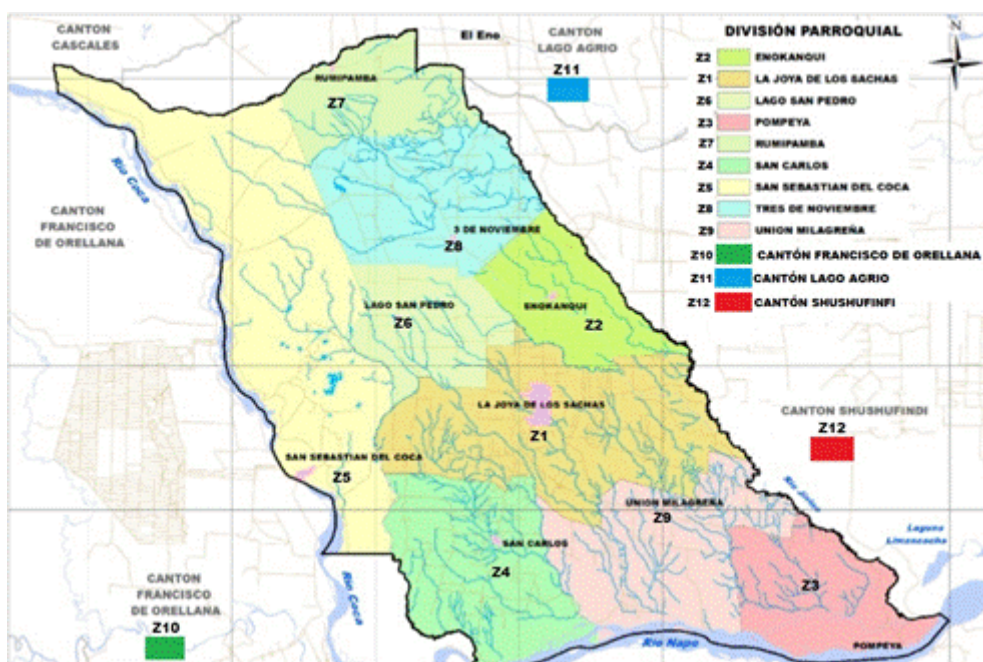 CANTON
CASCALES
El Eno
CANTON
LAGO AGRIO
Z11
N
DIVISIÓN PARROQUIAL
Z2 ENOKANQUI
Z1 LA JOYA DE LOS SACHAS
Z6 LAGO SAN PEDRO
Z3 POMPEYA
Z7 RUMIPAMBA
Z4 SAN CARLOS
Z5 SAN SEBASTIAN DEL COCA
Z8 TRES DE NOVIEMBRE
Z9 UNION MILAGREÑA
Z10 CANTÓN FRANCISCO DE ORELLANA
Z11 CANTÓN LAGO AGRIO
Z12 CANTÓN SHUSHUFINFI
RUMIPAMBA
Z7
Rio Coca
CANTON
FRANCISCO
DE ORELLANA
3 DE NOVIEMBRE
Z8
LAGO SAN PEDRO
Z6
ENOKANQUI
Z2
LA JOYA DE LOS SACHAS
Z1
CANTON SHUSHUFINDI
Z12
SAN SEBASTIAN DEL COCA
Z5
UNION MILAGREÑA
Z9
Rio Jivino
Laguna
Limoncocha
SAN CARLOS
Z4
Z3
CANTON
FRANCISCO
DE ORELLANA
Z10
Rio Coca
Rio Napo
POMPEYA